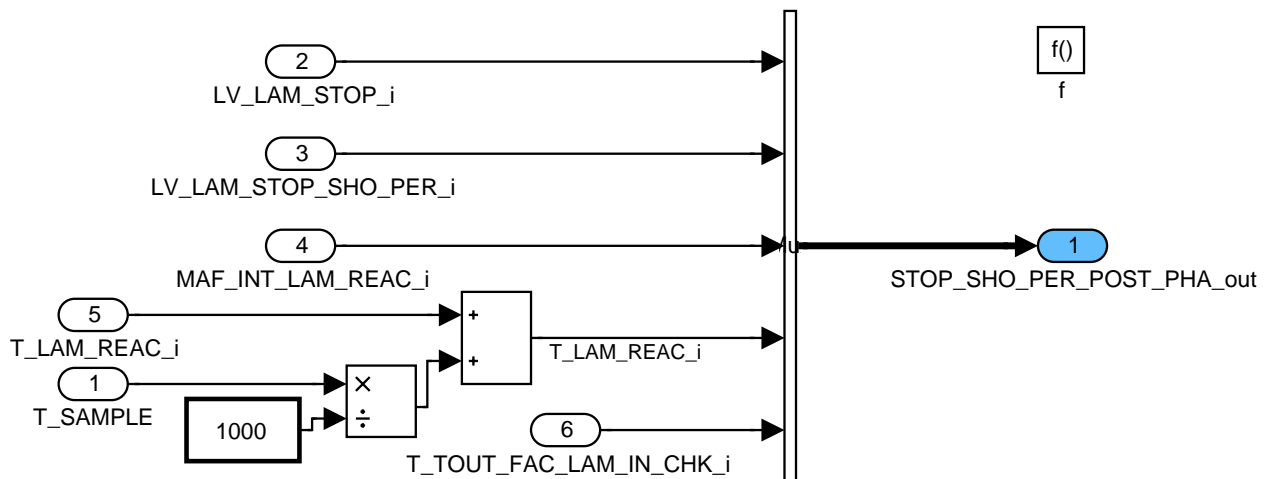 2
LV_LAM_STOP_i
f()
f
3
LV_LAM_STOP_SHO_PER_i
4
MAF_INT_LAM_REAC_i
1
STOP_SHO_PER_POST_PHA_out
5
T_LAM_REAC_i
+
+
T_LAM_REAC_i
1
T_SAMPLE
×
÷
1000
6
T_TOUT_FAC_LAM_IN_CHK_i